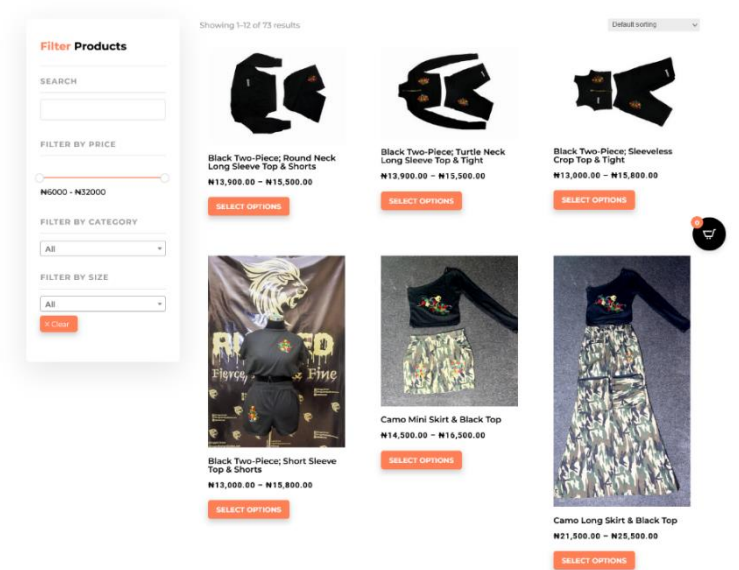 Filter Products
SEARCH
FILTER BY PRICE
₦6000 - ₦32000
FILTER BY CATEGORY
All
FILTER BY SIZE
All
X Clear
Showing 1–12 of 73 results
Default sorting
Black Two-Piece; Round Neck
Long Sleeve Top & Shorts
₦13,900.00 – ₦15,500.00
SELECT OPTIONS
Black Two-Piece; Turtle Neck
Long Sleeve Top & Tight
₦13,900.00 – ₦15,500.00
SELECT OPTIONS
Black Two-Piece; Sleeveless
Crop Top & Tight
₦13,000.00 – ₦15,800.00
SELECT OPTIONS
0
Fierce,
Fine
Black Two-Piece; Short Sleeve
Top & Shorts
₦13,000.00 – ₦15,800.00
SELECT OPTIONS
Camo Mini Skirt & Black Top
₦14,500.00 – ₦16,500.00
SELECT OPTIONS
Camo Long Skirt & Black Top
₦21,500.00 – ₦25,500.00
SELECT OPTIONS